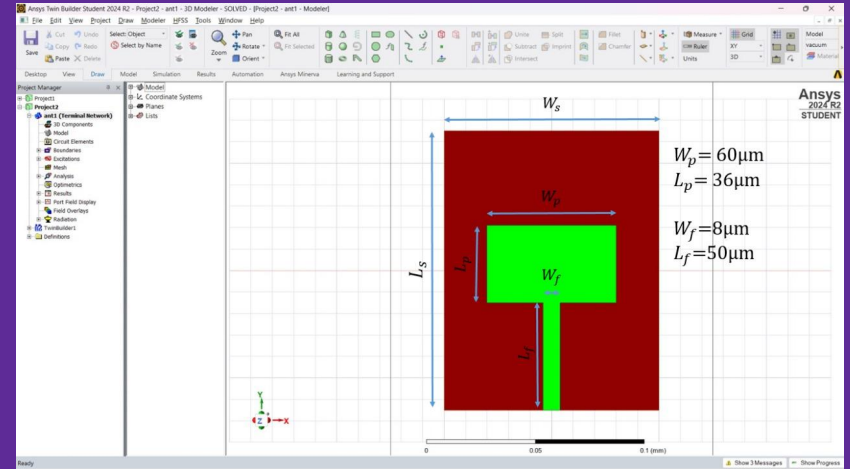 Ansys Twin Builder Student 2024 R2 - Project2 - ant1 - 3D Modeler - SOLVED - [Project2 - ant1 - Modeler]
File Edit View Project Draw Modeler HFSS Tools Window Help
Save
Cut
Copy
Paste
Undo
Redo
Delete
Select: Object
Select by Name
Zoom
Pan
Rotate
Orient
Fit All
Fit Selected
Unite
Subtract
Intersect
Split
Imprint
Fillet
Chamfer
Measure
Ruler
Units
Grid
XY
3D
Model
vacuum
Material
Desktop View Draw Model Simulation Results Automation Ansys Minerva Learning and Support
Project Manager
Project1
Project2
ant1 (Terminal Network)
3D Components
Model
Circuit Elements
Boundaries
Excitations
Mesh
Analysis
Optimetrics
Results
Port Field Display
Field Overlays
Radiation
TwinBuilder1
Definitions
Model
Coordinate Systems
Planes
Lists
Ansys
2024 R2
STUDENT
Wₛ
Wₚ = 60μm
Lₚ = 36μm
Wₚ
W_f =8μm
L_f =50μm
Lₛ
Lₚ
W_f
L_f
Y
Z
X
0 0.05 0.1 (mm)
Ready
Show 3 Messages
Show Progress